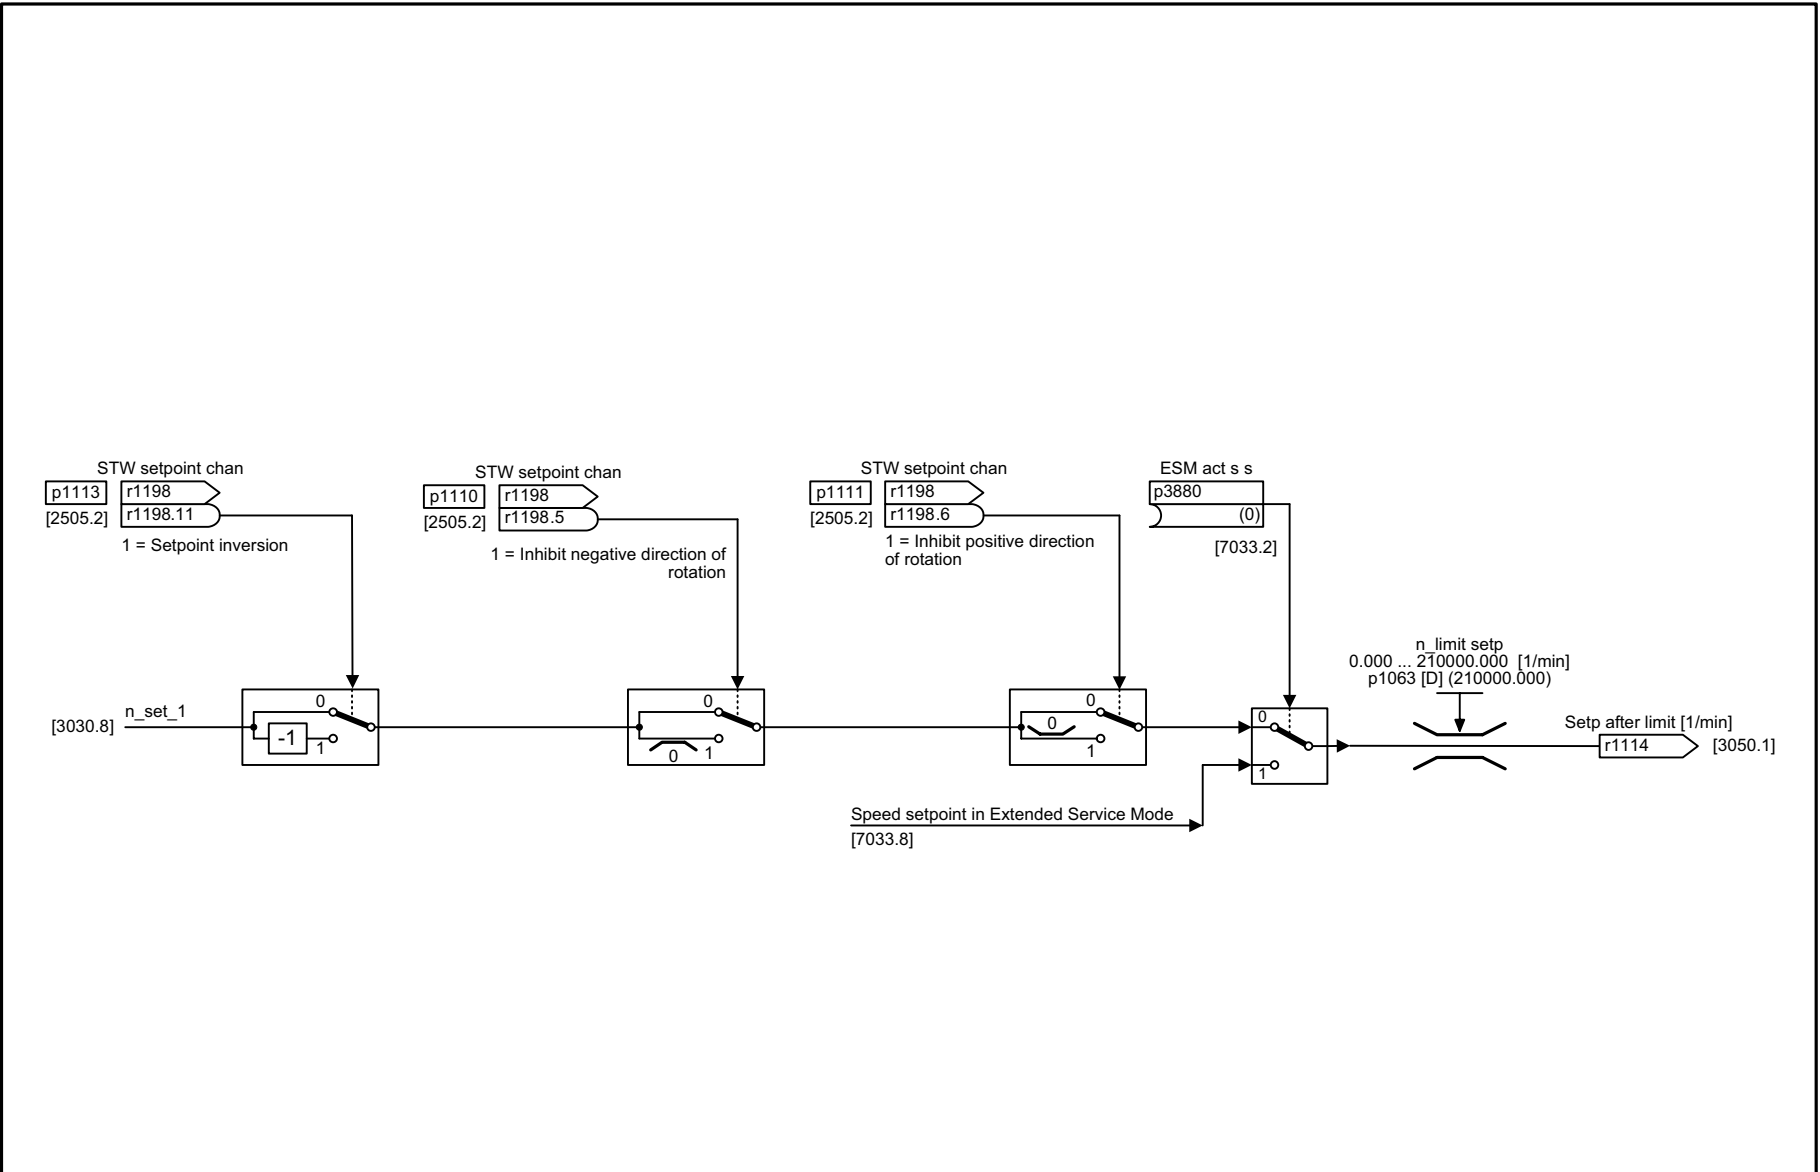 STW setpoint chan
p1113
r1198
[2505.2]
r1198.11
1 = Setpoint inversion
STW setpoint chan
p1110
r1198
[2505.2]
r1198.5
1 = Inhibit negative direction of
rotation
STW setpoint chan
p1111
r1198
[2505.2]
r1198.6
1 = Inhibit positive direction
of rotation
ESM act s s
p3880
(0)
[7033.2]
n_limit setp
0.000 ... 210000.000 [1/min]
p1063 [D] (210000.000)
[3030.8]
n_set_1
0
-1
1
0
0
1
0
0
1
0
1
Setp after limit [1/min]
r1114
[3050.1]
Speed setpoint in Extended Service Mode
[7033.8]